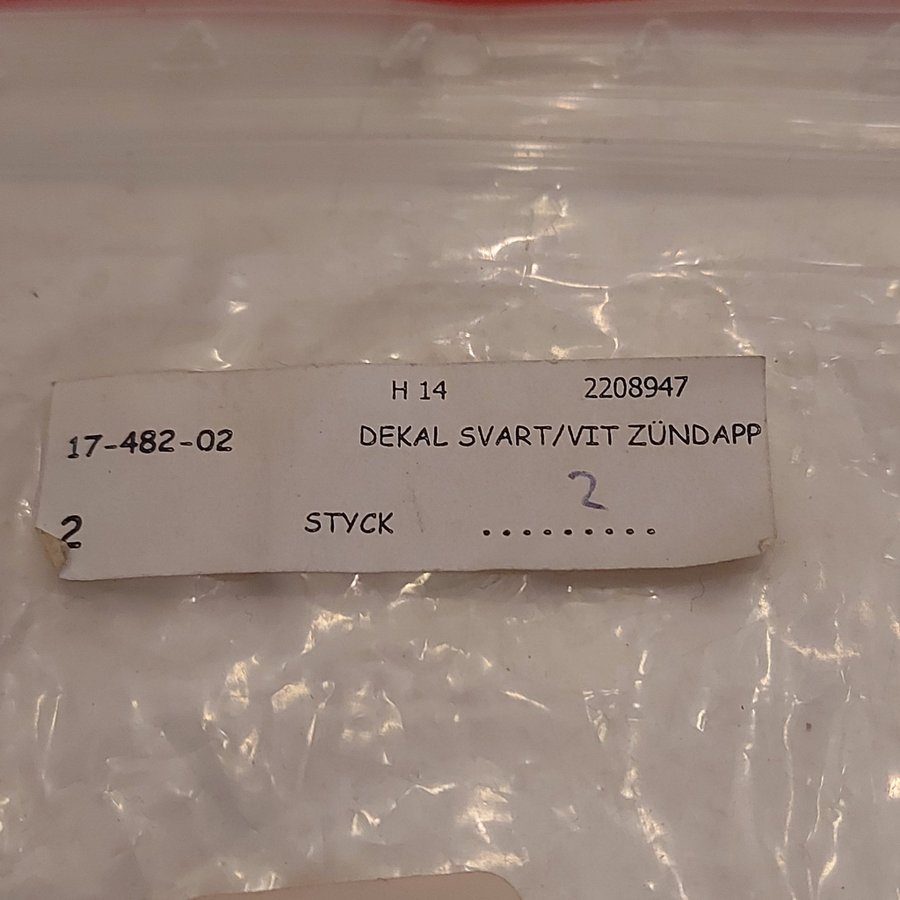 H 14 2208947
17-482-02 DEKAL SVART/VIT ZÜNDAPP
2
2 STYCK .........